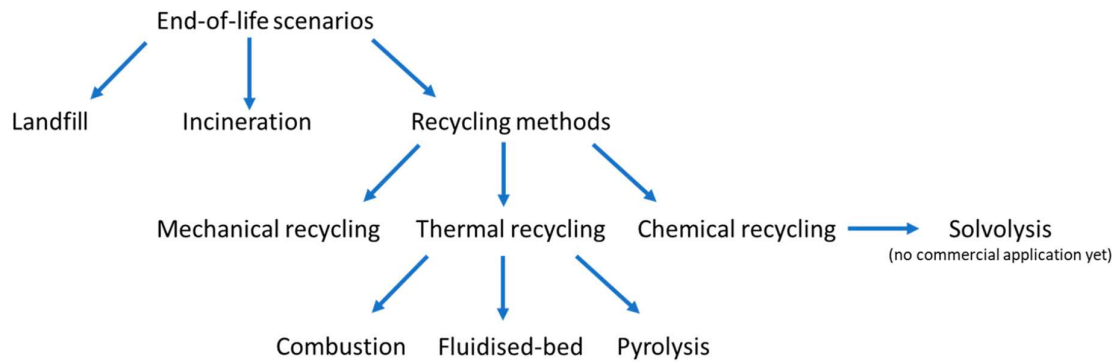 End-of-life scenarios
Landfill
Incineration
Recycling methods
Mechanical recycling
Thermal recycling
Chemical recycling
Solvolysis
(no commercial application yet)
Combustion
Fluidised-bed
Pyrolysis